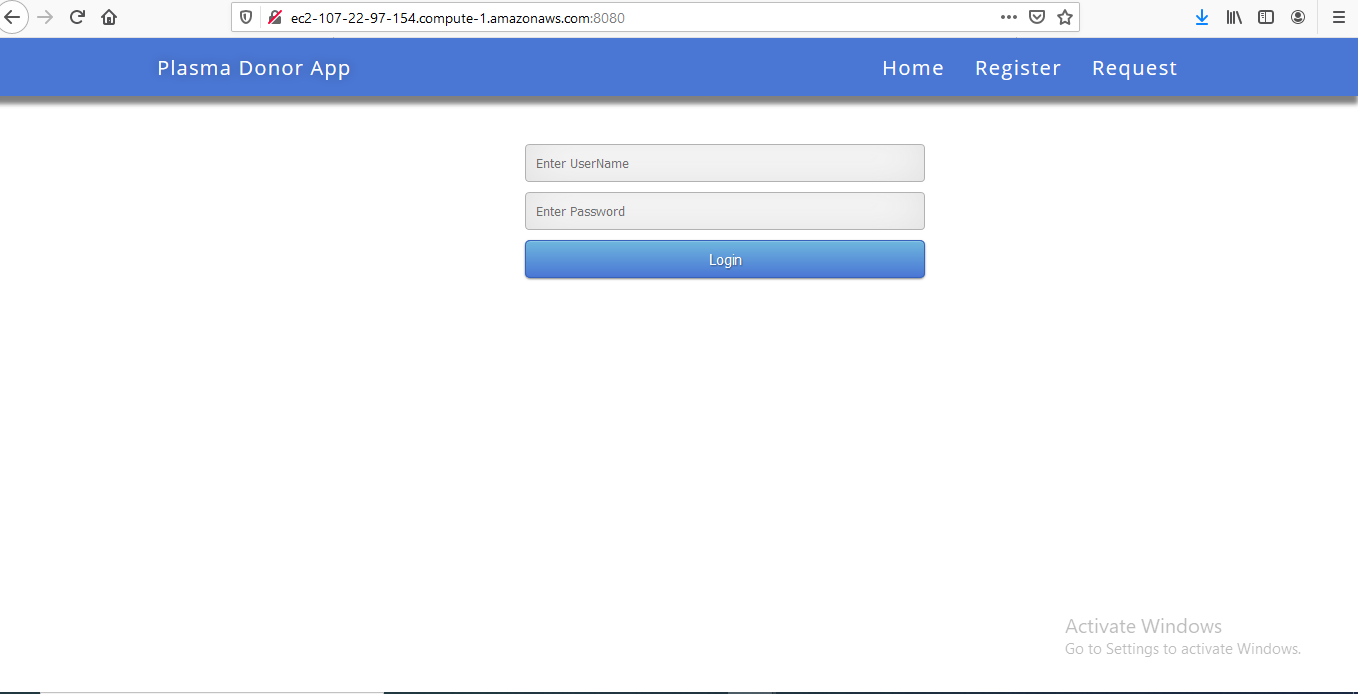 ec2-107-22-97-154.compute-1.amazonaws.com:8080
Plasma Donor App Home Register Request
Enter UserName
Enter Password
Login
Activate Windows
Go to Settings to activate Windows.